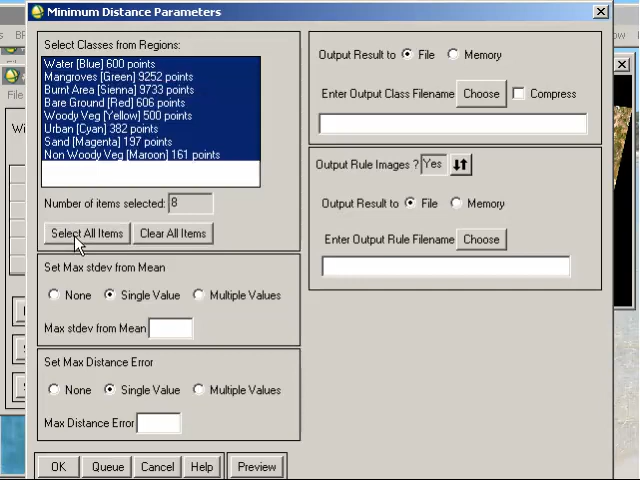 Minimum Distance Parameters
Select Classes from Regions:
Water [Blue] 600 points
Mangroves [Green] 9252 points
Burnt Area [Sienna] 9733 points
Bare Ground [Red] 606 points
Woody Veg [Yellow] 500 points
Urban [Cyan] 382 points
Sand [Magenta] 197 points
Non Woody Veg [Maroon] 161 points
Number of items selected: 8
Select All Items Clear All Items
Set Max stdev from Mean
None Single Value Multiple Values
Max stdev from Mean
Set Max Distance Error
None Single Value Multiple Values
Max Distance Error
OK Queue Cancel Help Preview
Output Result to File Memory
Enter Output Class Filename Choose Compress
Output Rule Images ? Yes
Output Result to File Memory
Enter Output Rule Filename Choose
File
Wi